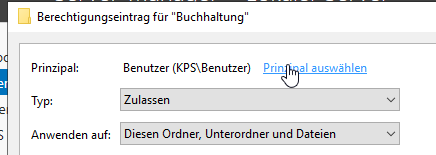 Berechtigungseintrag für "Buchhaltung"
Prinzipal: Benutzer (KPS\Benutzer) Prinzipal auswählen
Typ: Zulassen
Anwenden auf: Diesen Ordner, Unterordner und Dateien